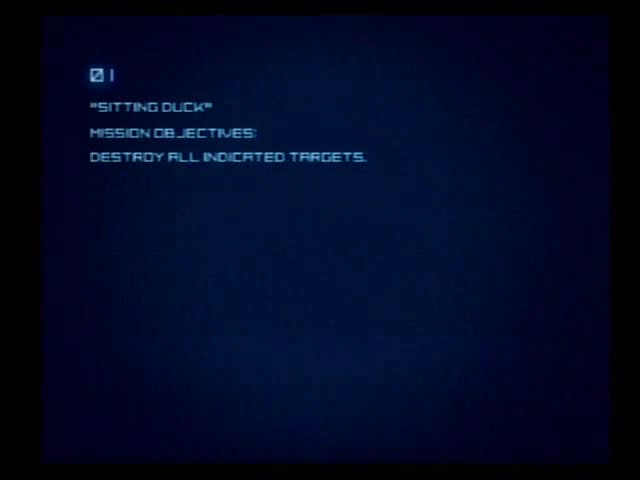 01
"SITTING DUCK"
MISSION OBJECTIVES:
DESTROY ALL INDICATED TARGETS.